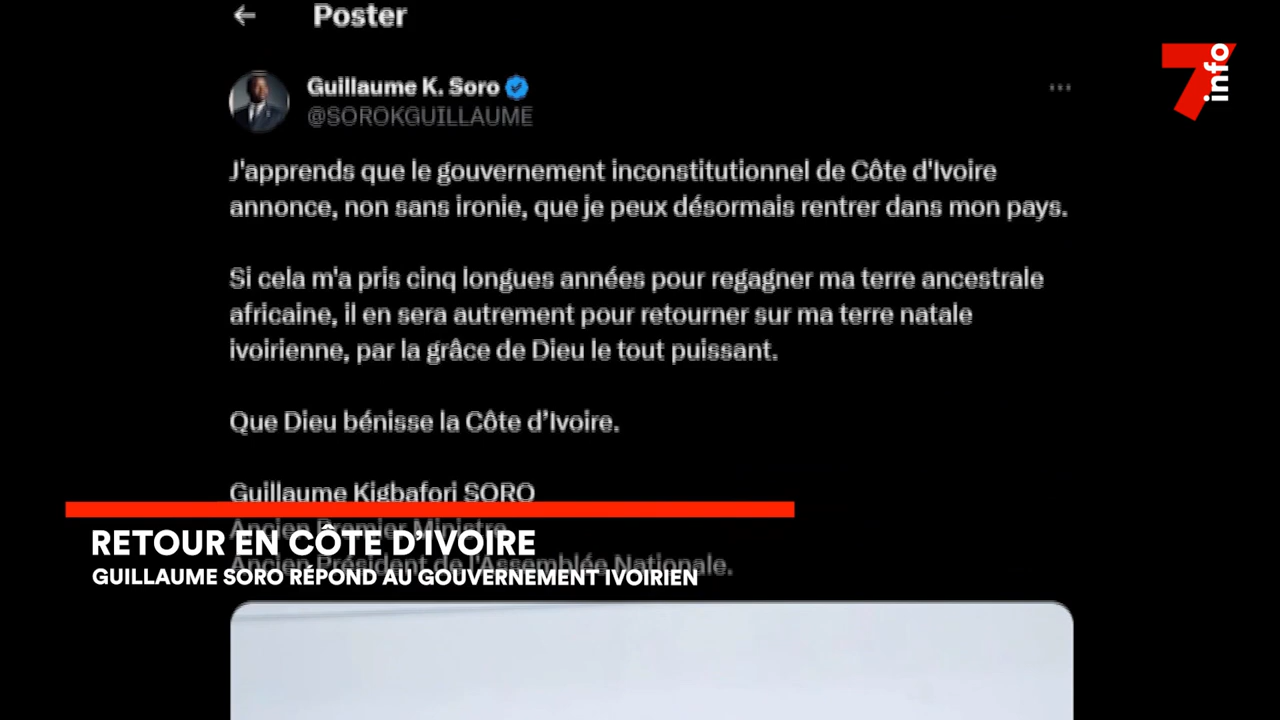 Poster
7info
Guillaume K. Soro
@SOROKGUILLAUME
J'apprends que le gouvernement inconstitutionnel de Côte d'Ivoire
annonce, non sans ironie, que je peux désormais rentrer dans mon pays.
Si cela m'a pris cinq longues années pour regagner ma terre ancestrale
africaine, il en sera autrement pour retourner sur ma terre natale
ivoirienne, par la grâce de Dieu le tout puissant.
Que Dieu bénisse la Côte d’Ivoire.
Guillaume Kigbafori SORO
Ancien Premier Ministre
RETOUR EN CÔTE D’IVOIRE
Ancien Président de l'Assemblée Nationale.
GUILLAUME SORO RÉPOND AU GOUVERNEMENT IVOIRIEN